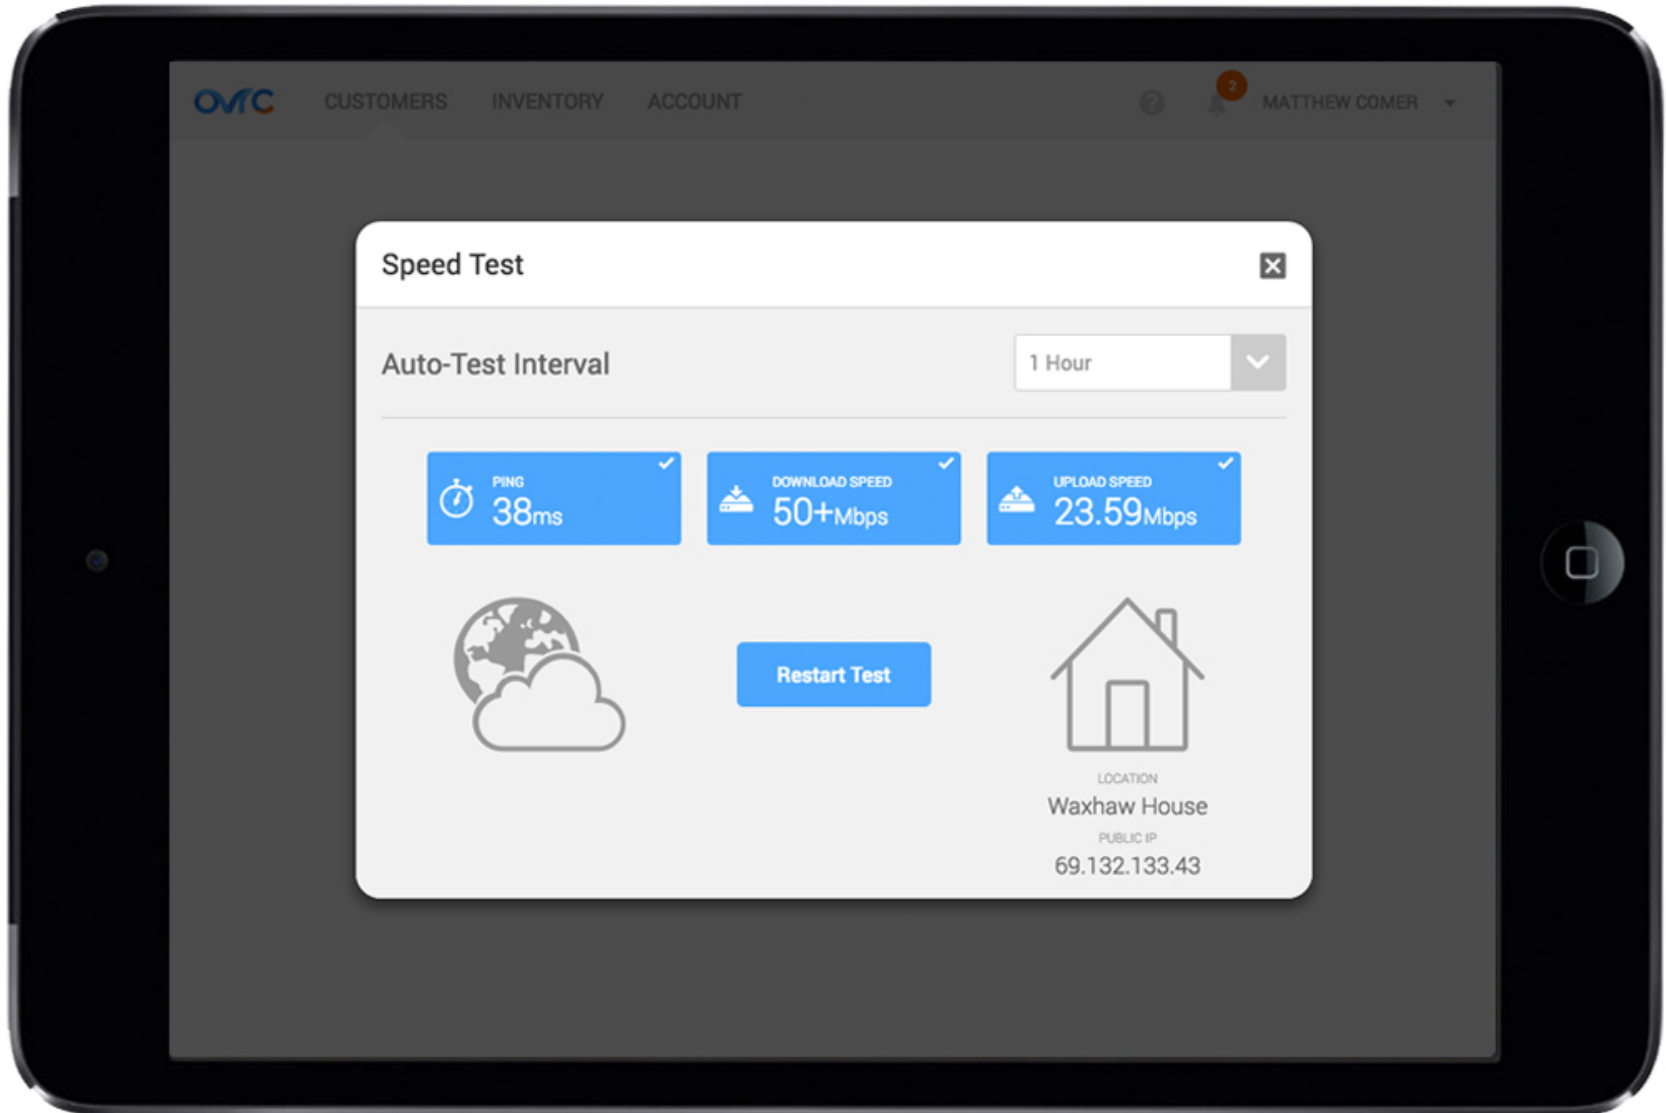 OvrC CUSTOMERS INVENTORY ACCOUNT 2 MATTHEW COMER
Speed Test
Auto-Test Interval
1 Hour
PING
38ms
DOWNLOAD SPEED
50+Mbps
UPLOAD SPEED
23.59Mbps
Restart Test
LOCATION
Waxhaw House
PUBLIC IP
69.132.133.43